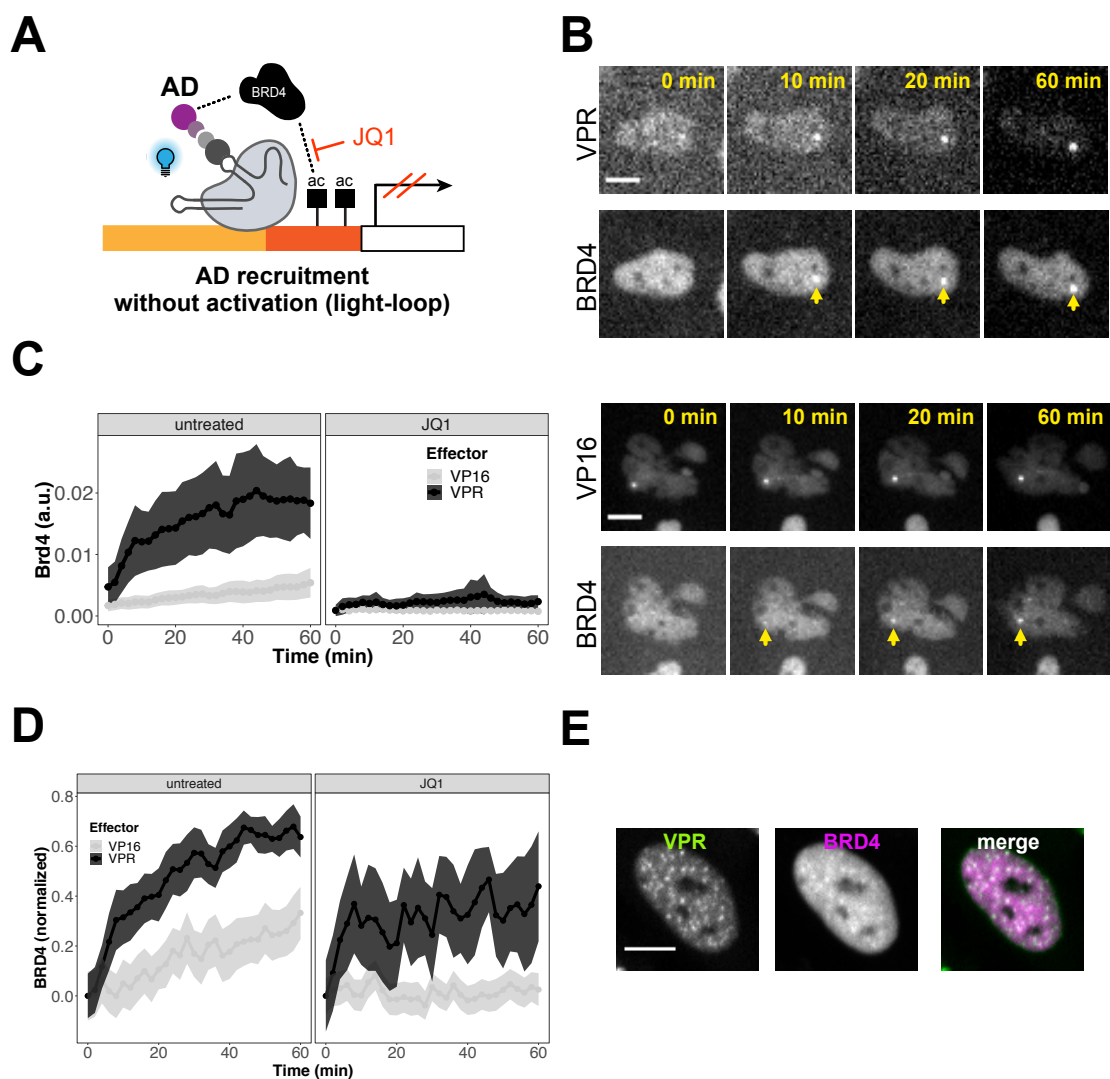 A
AD
BRD4
JQ1
ac ac
AD recruitment
without activation (light-loop)
B
0 min 10 min 20 min 60 min
VPR
BRD4
0 min 10 min 20 min 60 min
VP16
BRD4
C
untreated JQ1
Effector
VP16
VPR
Brd4 (a.u.)
0.02
0.01
0.00
0 20 40 60 0 20 40 60
Time (min)
D
untreated JQ1
Effector
VP16
VPR
BRD4 (normalized)
0.8
0.6
0.4
0.2
0.0
0 20 40 60 0 20 40 60
Time (min)
E
VPR BRD4 merge